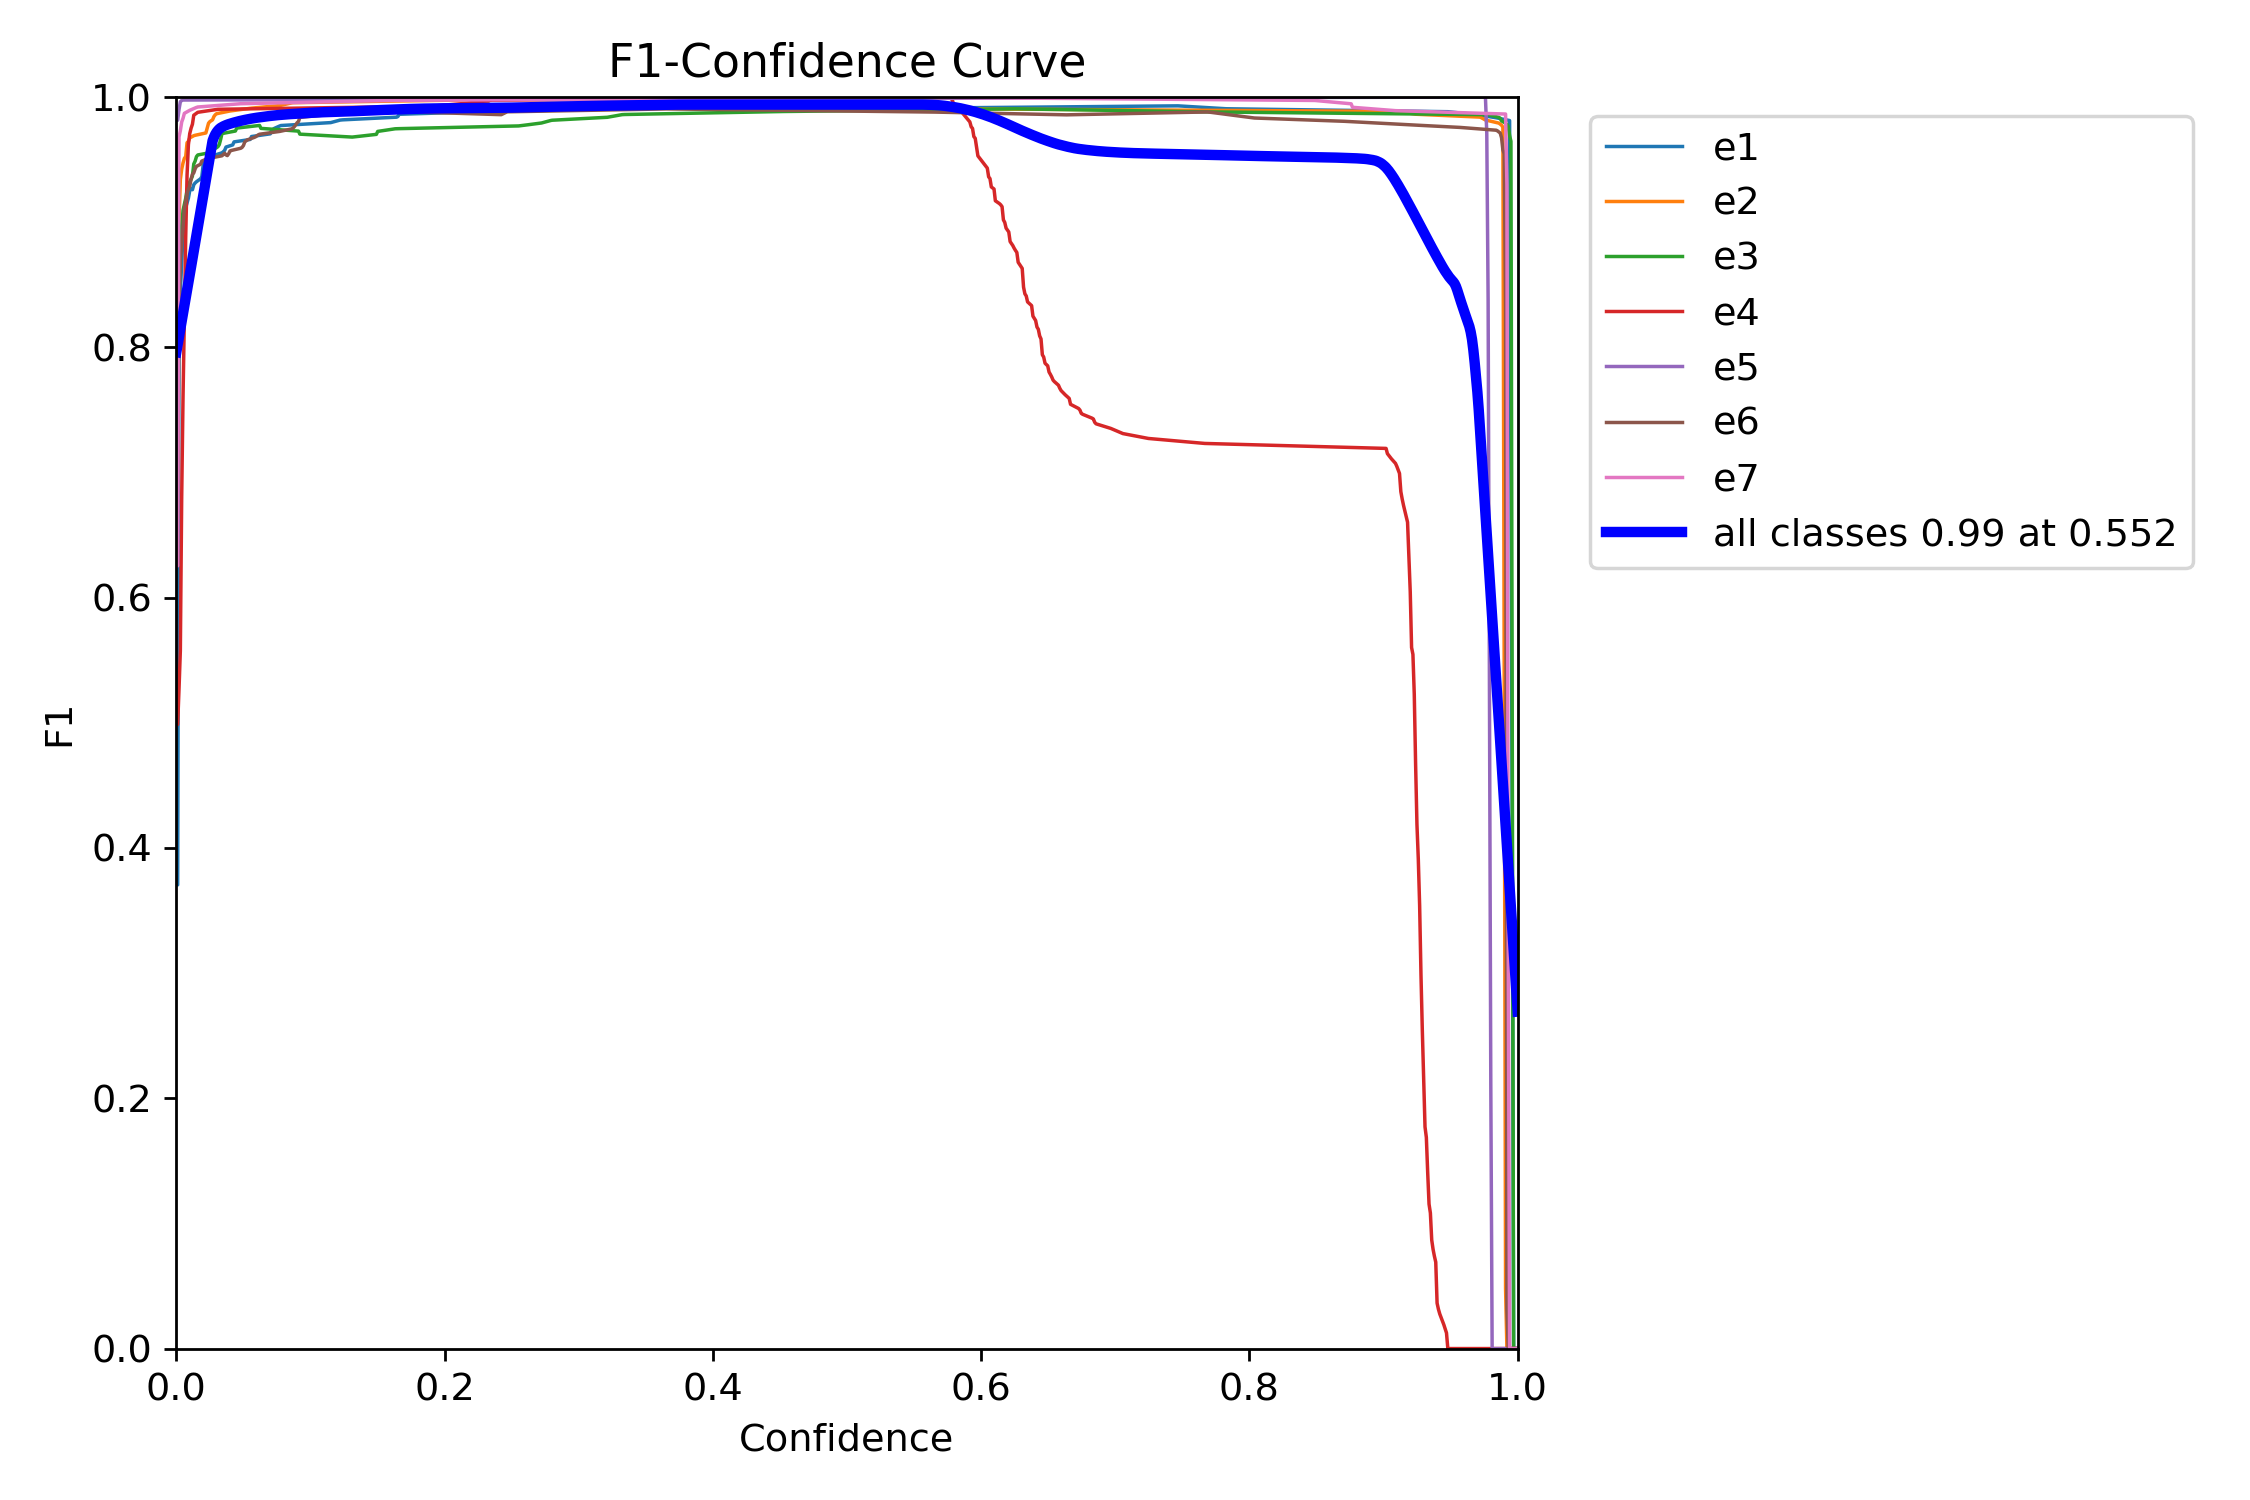 F1-Confidence Curve
1.0
0.8
0.6
0.4
0.2
0.0
F1
0.0 0.2 0.4 0.6 0.8 1.0
Confidence
e1
e2
e3
e4
e5
e6
e7
all classes 0.99 at 0.552